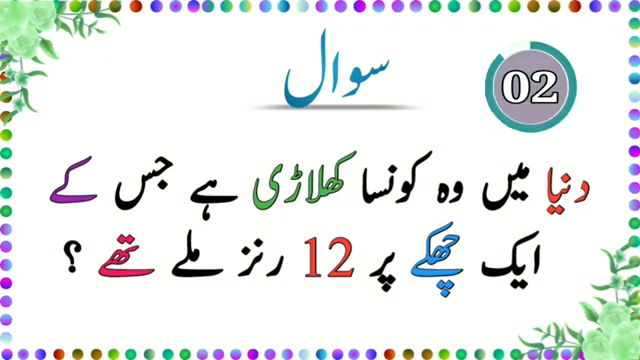 سوال
02
دنیا میں وہ کونسا کھلاڑی ہے جس کے
ایک چھکے پر 12 رنز ملے تھے ؟